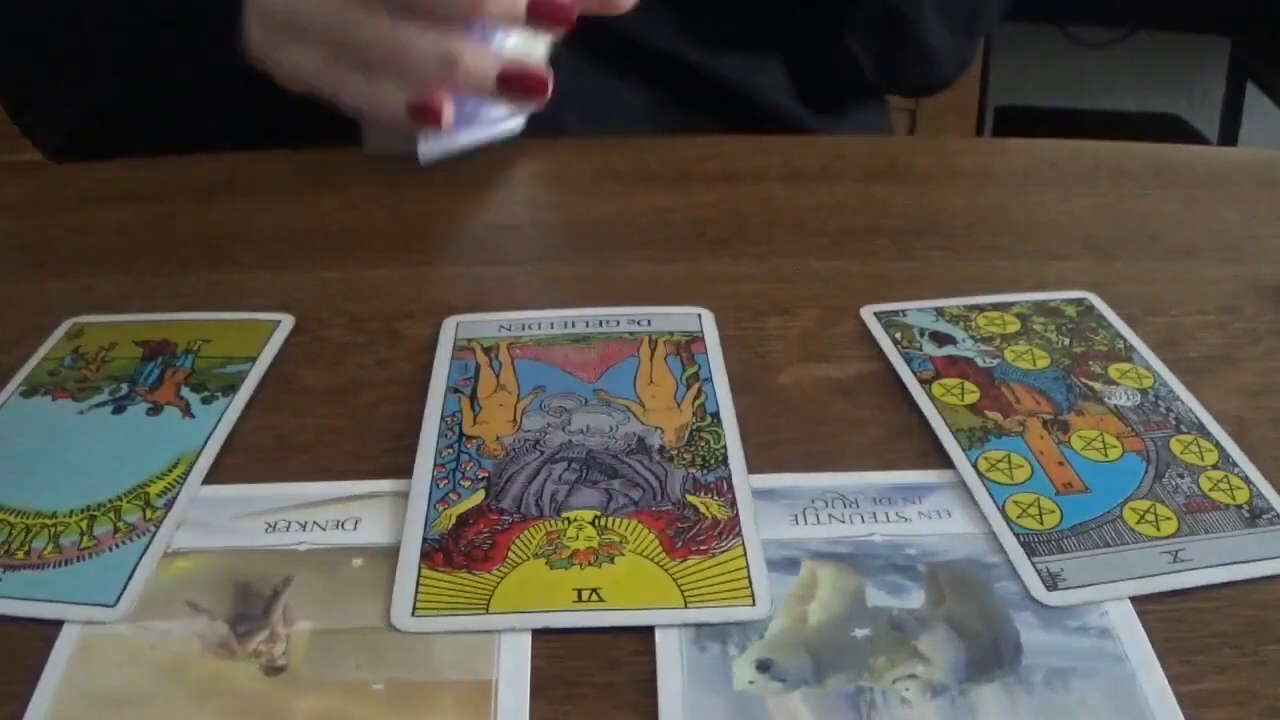 De GELIEFDEN
VI
X
DENKER
EEN STEUNTJE
IN DE RUG